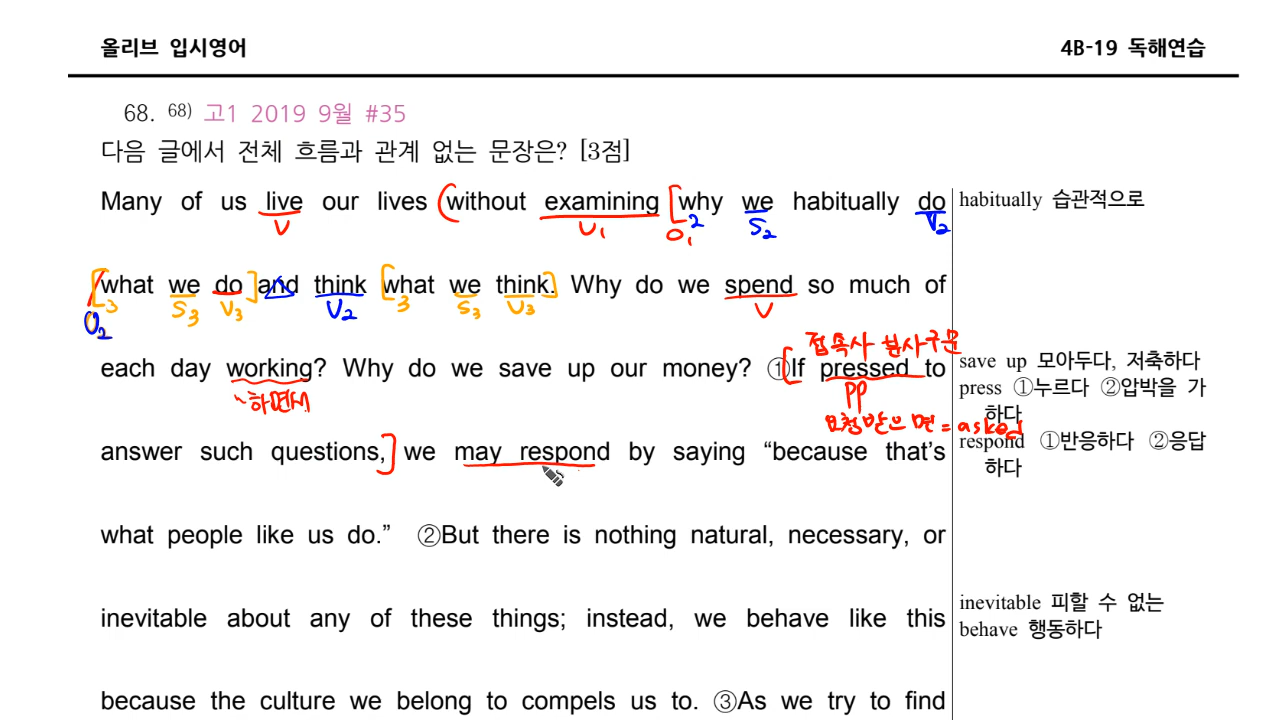 올리브 입시영어 4B-19 독해연습
68. 68) 고1 2019 9월 #35
다음 글에서 전체 흐름과 관계 없는 문장은? [3점]
Many of us live our lives (without examining [why we habitually do
habitually 습관적으로
V V₁ O₁ 2 S₂ V₂
[what we do] and think [what we think]. Why do we spend so much of
O₂ 3 S₃ V₃ V₂ 3 S₃ V₃ V
접속사 분사구문
each day working? Why do we save up our money? ①[If pressed to
save up 모아두다, 저축하다
press ①누르다 ②압박을 가
하다
~하면서 PP
요청받으면 = asked
answer such questions,] we may respond by saying “because that’s
respond ①반응하다 ②응답
하다
what people like us do.” ②But there is nothing natural, necessary, or
inevitable about any of these things; instead, we behave like this
inevitable 피할 수 없는
behave 행동하다
because the culture we belong to compels us to. ③As we try to find